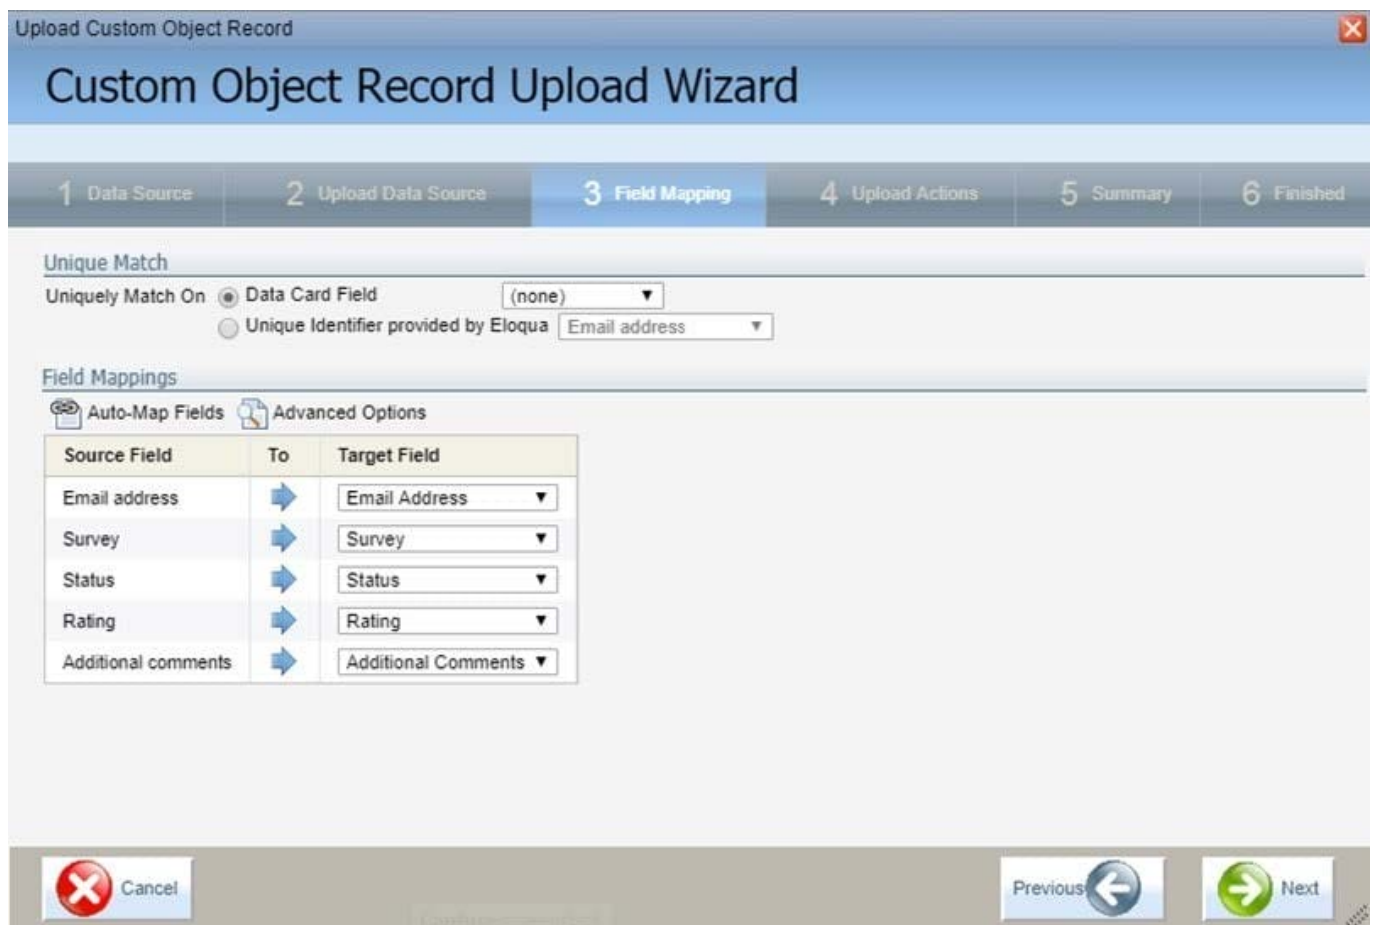 Upload Custom Object Record
Custom Object Record Upload Wizard
1 Data Source 2 Upload Data Source 3 Field Mapping 4 Upload Actions 5 Summary 6 Finished
Unique Match
Uniquely Match On Data Card Field (none)
Unique Identifier provided by Eloqua Email address
Field Mappings
Auto-Map Fields Advanced Options
Source Field To Target Field
Email address Email Address
Survey Survey
Status Status
Rating Rating
Additional comments Additional Comments
Cancel Previous Next